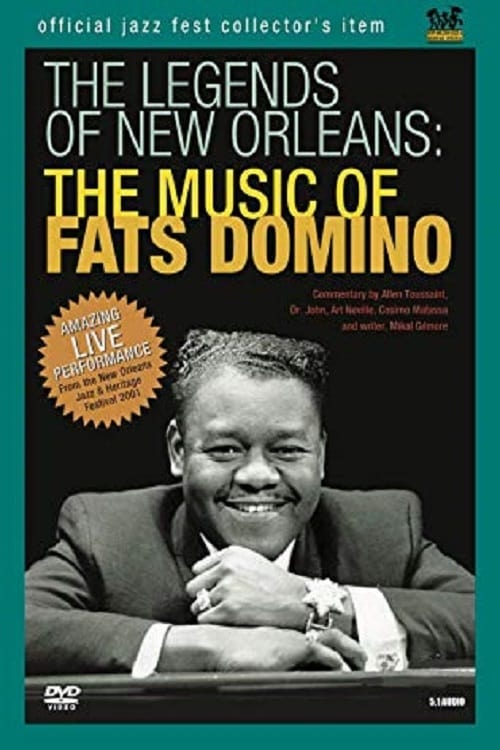 official jazz fest collector's item
THE LEGENDS
OF NEW ORLEANS:
THE MUSIC OF
FATS DOMINO
Commentary by Allen Toussaint,
Dr. John, Art Neville, Cosimo Matassa
and writer, Mikal Gilmore
AMAZING
LIVE
PERFORMANCE
From the New Orleans
Jazz & Heritage
Festival 2001
DVD
VIDEO
5.1AUDIO